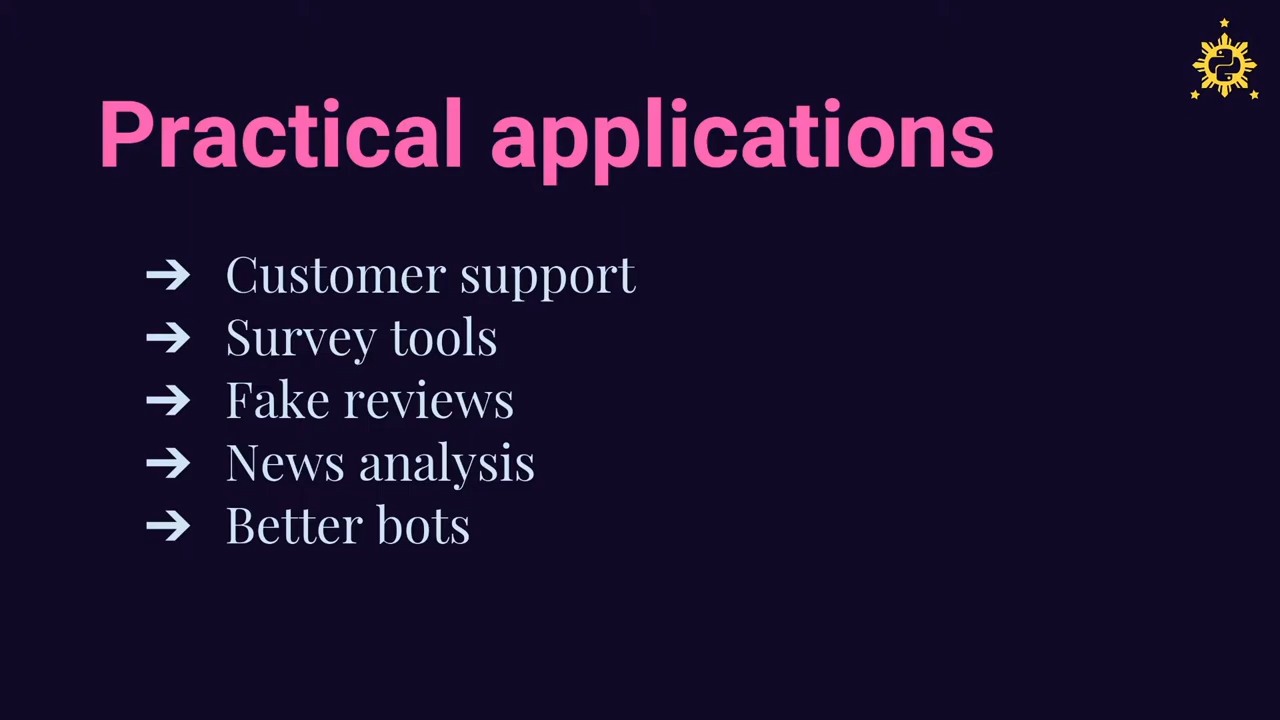 Practical applications
➔ Customer support
➔ Survey tools
➔ Fake reviews
➔ News analysis
➔ Better bots